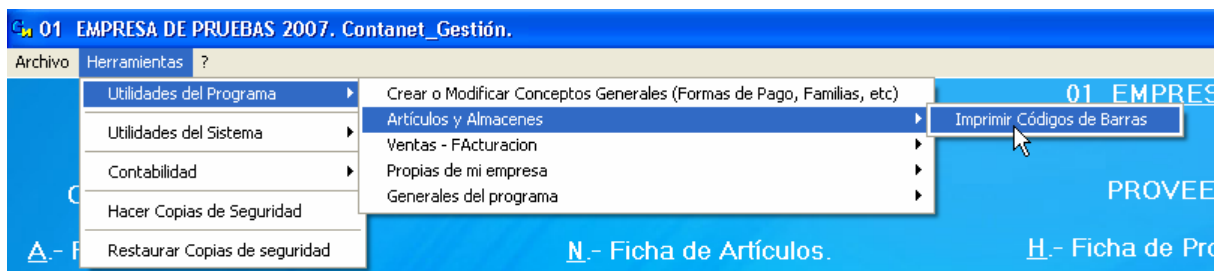 01 EMPRESA DE PRUEBAS 2007. Contanet_Gestión.
Archivo Herramientas ?
Utilidades del Programa
Crear o Modificar Conceptos Generales (Formas de Pago, Familias, etc)
01 EMPRES
Artículos y Almacenes
Imprimir Códigos de Barras
Utilidades del Sistema
Ventas - FActuracion
Contabilidad
Propias de mi empresa
Generales del programa
PROVEE
Hacer Copias de Seguridad
A.- F
Restaurar Copias de seguridad
N.- Ficha de Artículos.
H.- Ficha de Pro